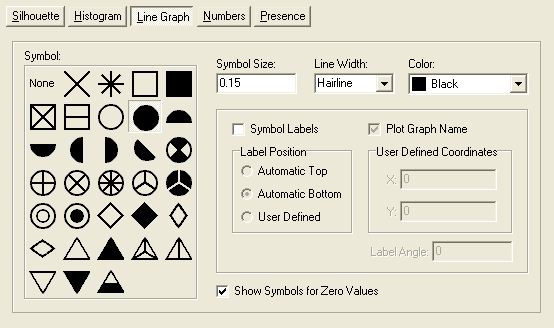 Silhouette Histogram Line Graph Numbers Presence
Symbol:
None
Symbol Size: Line Width: Color:
0.15 Hairline Black
Symbol Labels Plot Graph Name
Label Position User Defined Coordinates
Automatic Top X: 0
Automatic Bottom
User Defined Y: 0
Label Angle: 0
Show Symbols for Zero Values